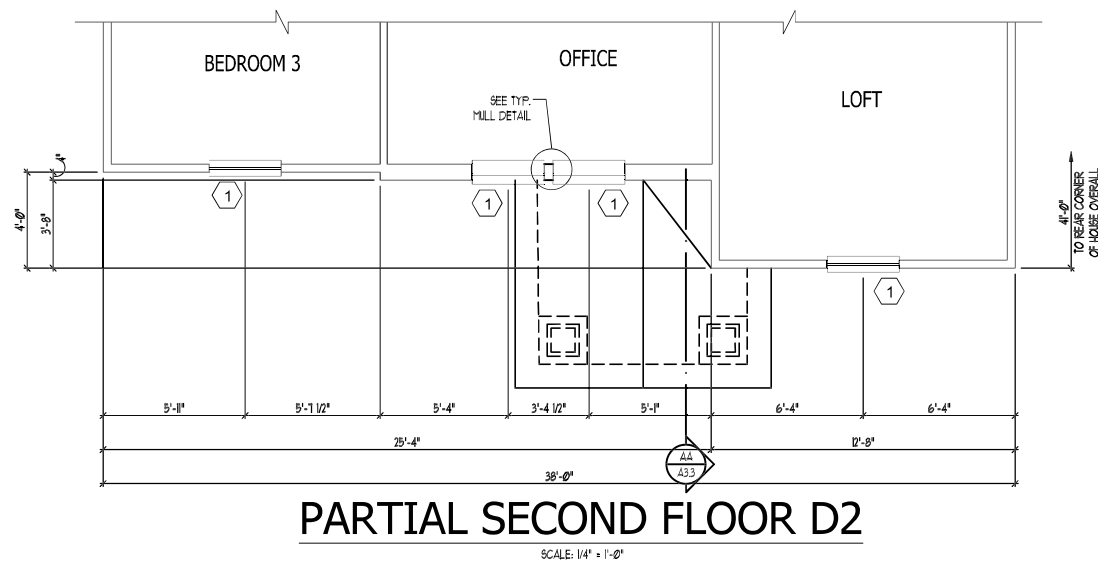 BEDROOM 3
OFFICE
LOFT
SEE TYP.
MULL DETAIL
4"
4'-0"
3'-8"
1
1
1
1
41'-0"
TO REAR CORNER
OF HOUSE OVERALL
5'-11"
5'-7 1/2"
5'-4"
3'-4 1/2"
5'-1"
6'-4"
6'-4"
25'-4"
12'-8"
AA
A3.3
38'-0"
PARTIAL SECOND FLOOR D2
SCALE: 1/4" = 1'-0"